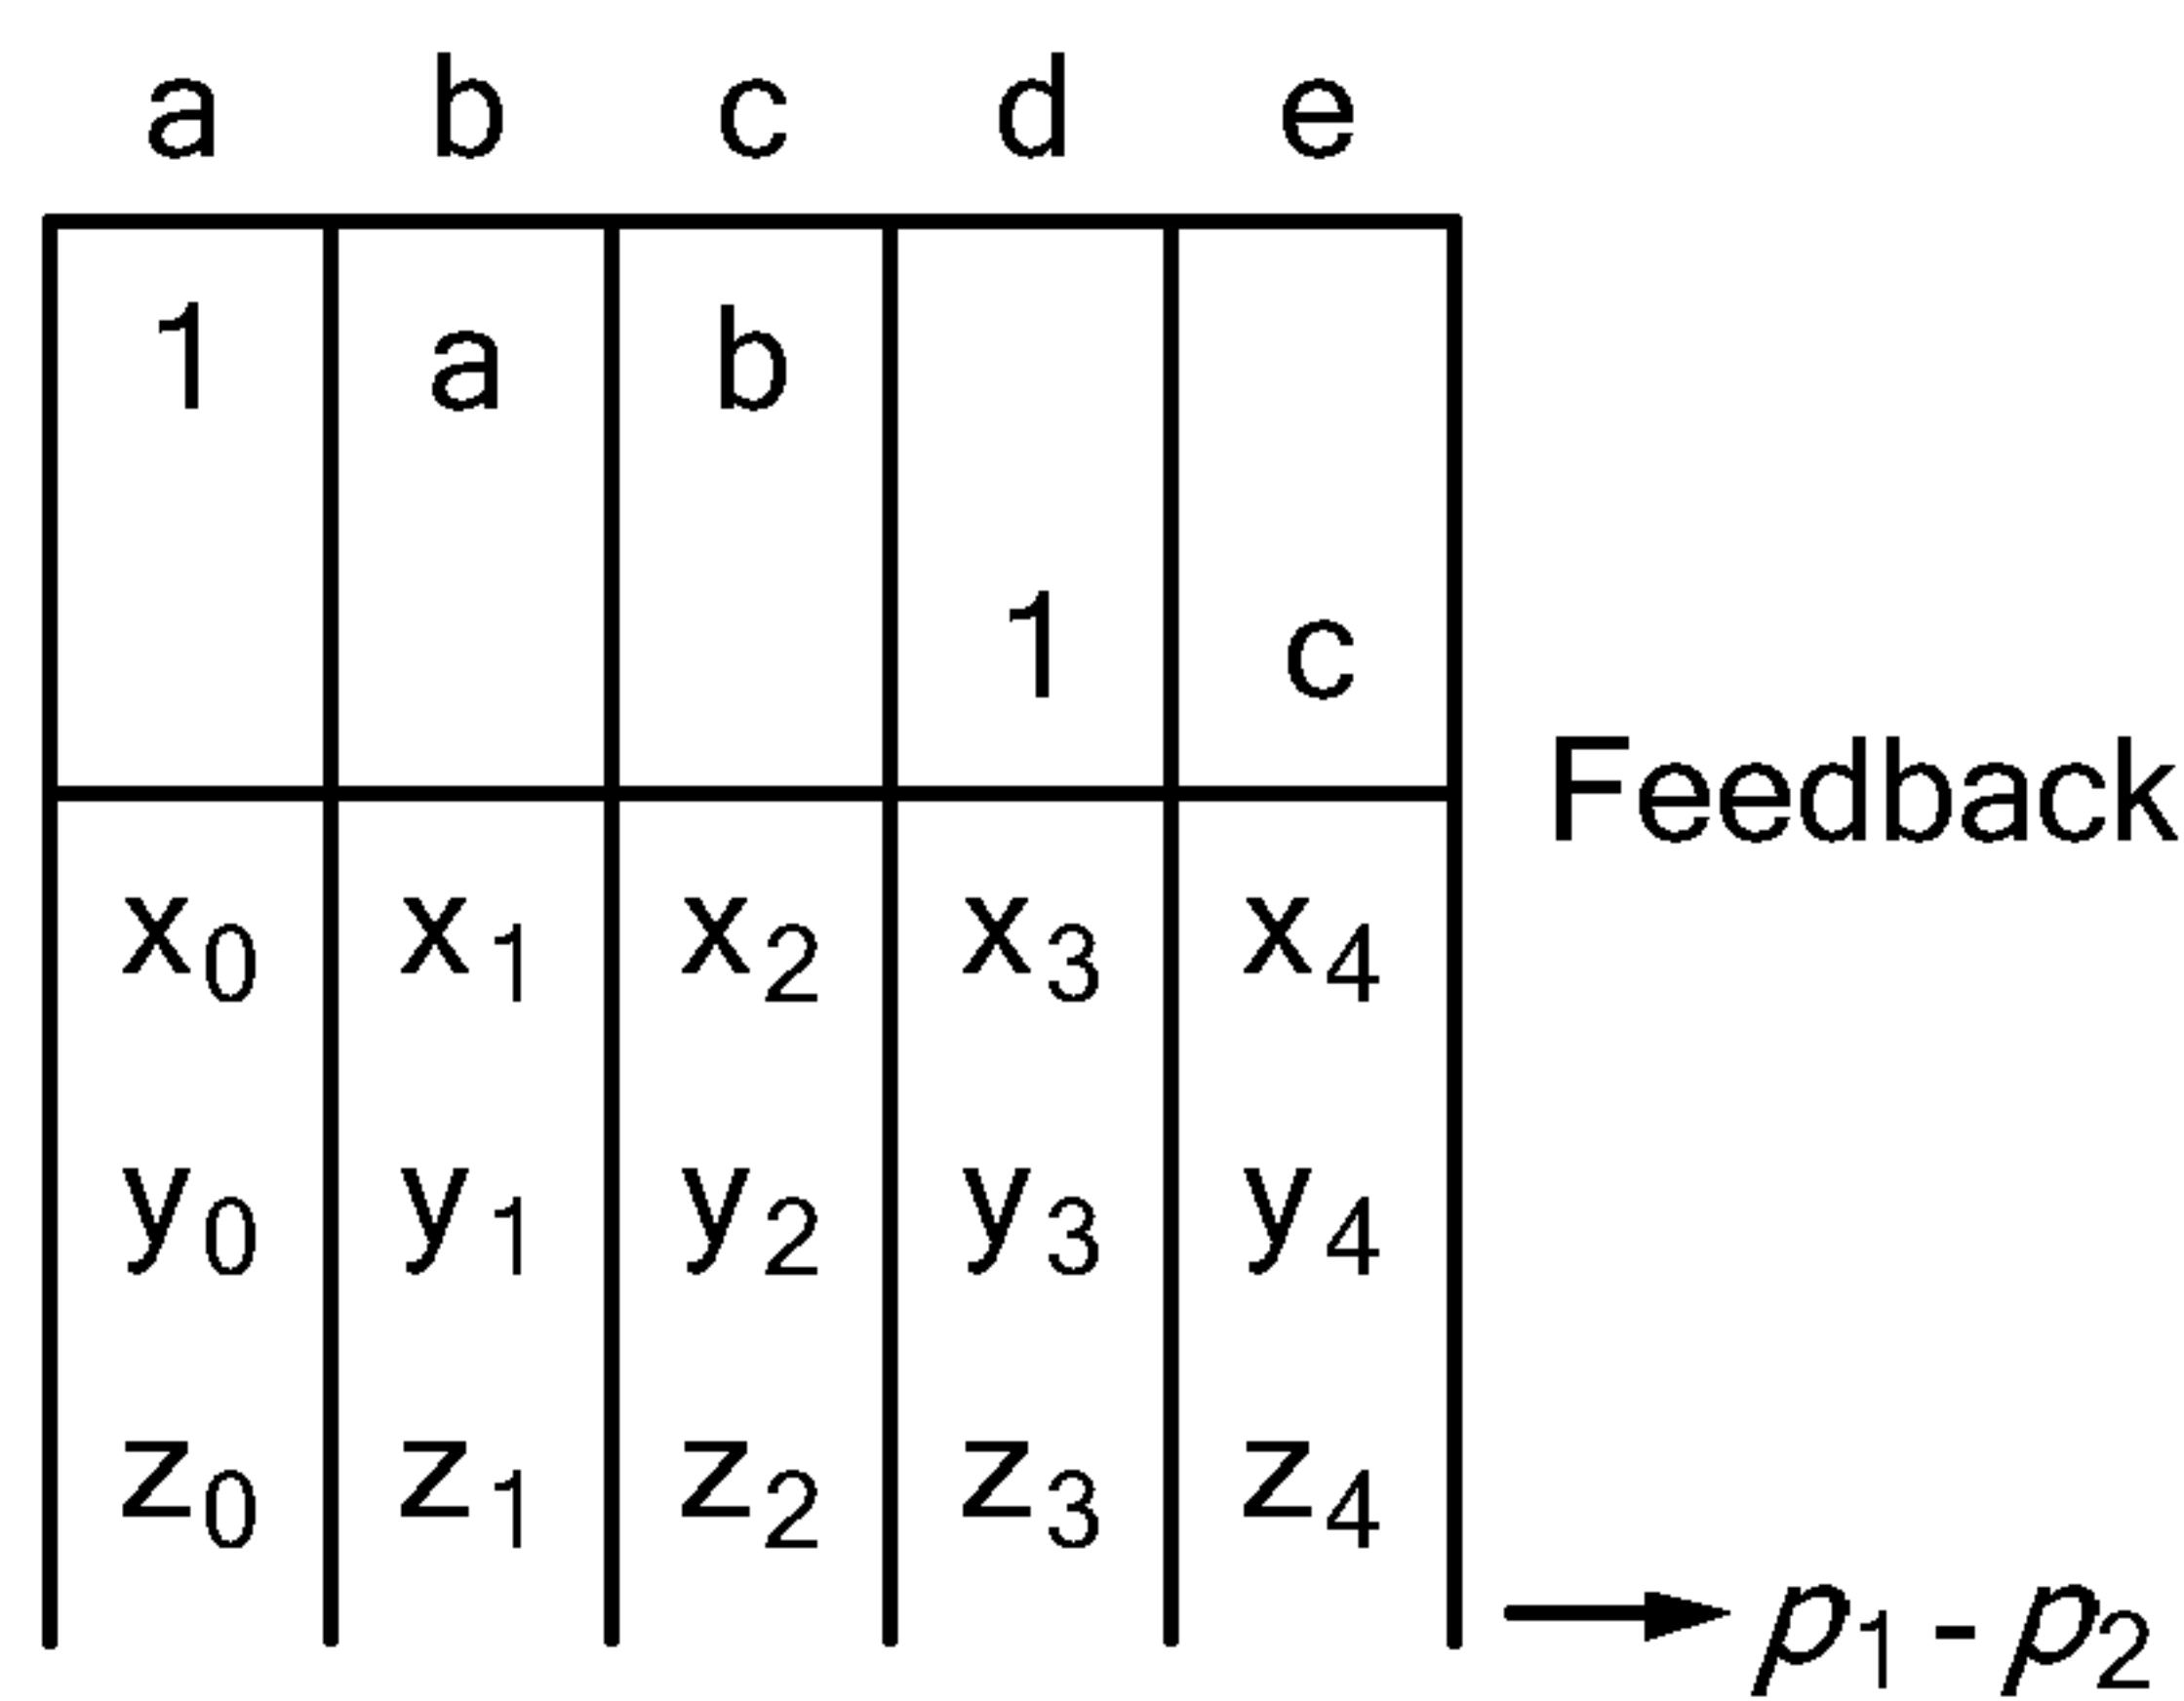 a b c d e
1 a b
1 c
Feedback
x0 x1 x2 x3 x4
y0 y1 y2 y3 y4
z0 z1 z2 z3 z4
p1 - p2